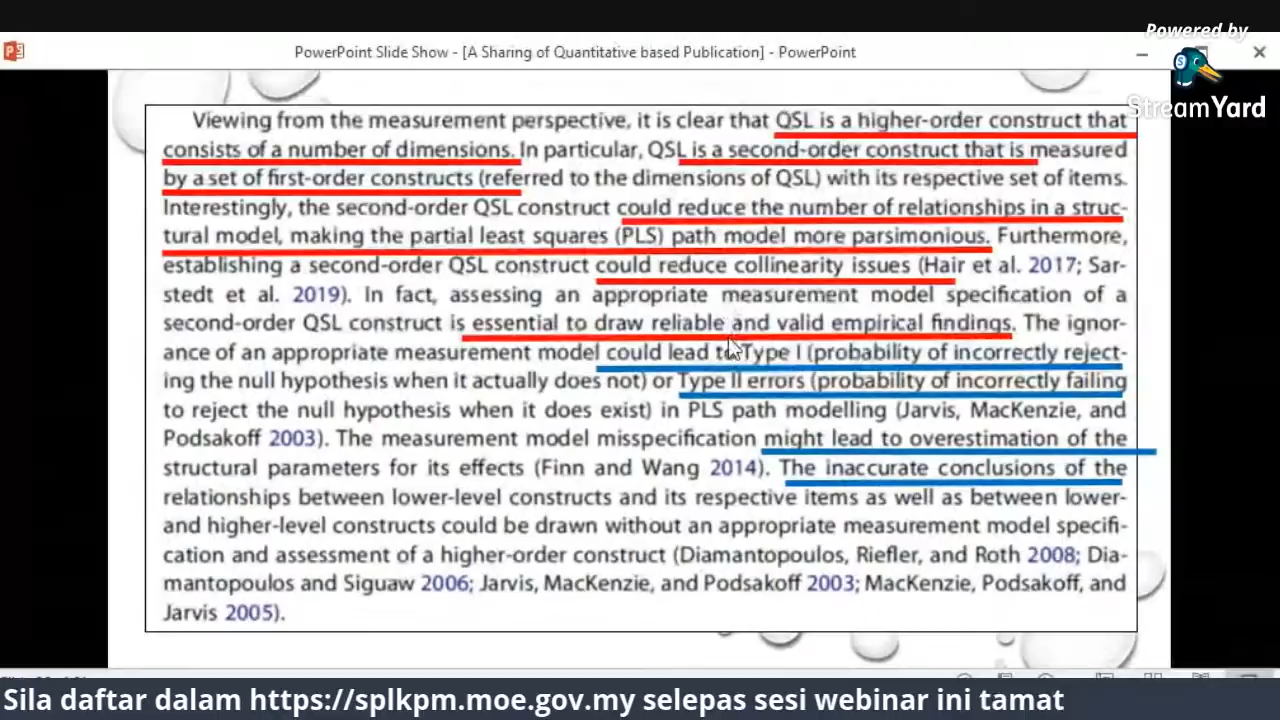 Powered by
PowerPoint Slide Show - [A Sharing of Quantitative based Publication] - PowerPoint
StreamYard
Viewing from the measurement perspective, it is clear that QSL is a higher-order construct that
consists of a number of dimensions. In particular, QSL is a second-order construct that is measured
by a set of first-order constructs (referred to the dimensions of QSL) with its respective set of items.
Interestingly, the second-order QSL construct could reduce the number of relationships in a struc-
tural model, making the partial least squares (PLS) path model more parsimonious. Furthermore,
establishing a second-order QSL construct could reduce collinearity issues (Hair et al. 2017; Sar-
stedt et al. 2019). In fact, assessing an appropriate measurement model specification of a
second-order QSL construct is essential to draw reliable and valid empirical findings. The ignor-
ance of an appropriate measurement model could lead to Type I (probability of incorrectly reject-
ing the null hypothesis when it actually does not) or Type II errors (probability of incorrectly failing
to reject the null hypothesis when it does exist) in PLS path modelling (Jarvis, MacKenzie, and
Podsakoff 2003). The measurement model misspecification might lead to overestimation of the
structural parameters for its effects (Finn and Wang 2014). The inaccurate conclusions of the
relationships between lower-level constructs and its respective items as well as between lower-
and higher-level constructs could be drawn without an appropriate measurement model specifi-
cation and assessment of a higher-order construct (Diamantopoulos, Riefler, and Roth 2008; Dia-
mantopoulos and Siguaw 2006; Jarvis, MacKenzie, and Podsakoff 2003; MacKenzie, Podsakoff, and
Jarvis 2005).
Sila daftar dalam https://splkpm.moe.gov.my selepas sesi webinar ini tamat